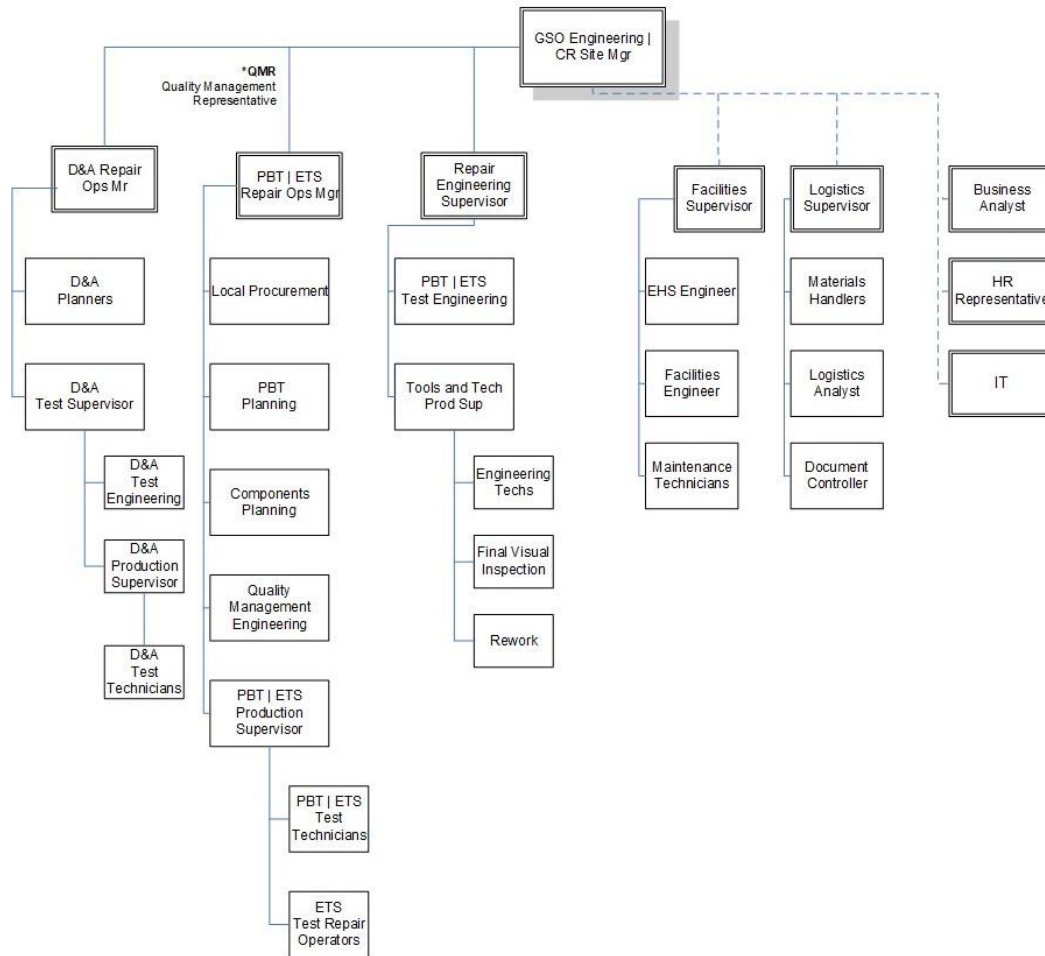 GSO Engineering |
CR Site Mgr
*QMR
Quality Management
Representative
D&A Repair
Ops Mr
PBT | ETS
Repair Ops Mgr
Repair
Engineering
Supervisor
Facilities
Supervisor
Logistics
Supervisor
Business
Analyst
D&A
Planners
Local Procurement
PBT | ETS
Test Engineering
EHS Engineer
Materials
Handlers
HR
Representative
D&A
Test Supervisor
PBT
Planning
Tools and Tech
Prod Sup
Facilities
Engineer
Logistics
Analyst
IT
D&A
Test
Engineering
Components
Planning
Engineering
Techs
Maintenance
Technicians
Document
Controller
D&A
Production
Supervisor
Quality
Management
Engineering
Final Visual
Inspection
D&A
Test
Technicians
Rework
PBT | ETS
Production
Supervisor
PBT | ETS
Test
Technicians
ETS
Test Repair
Operators